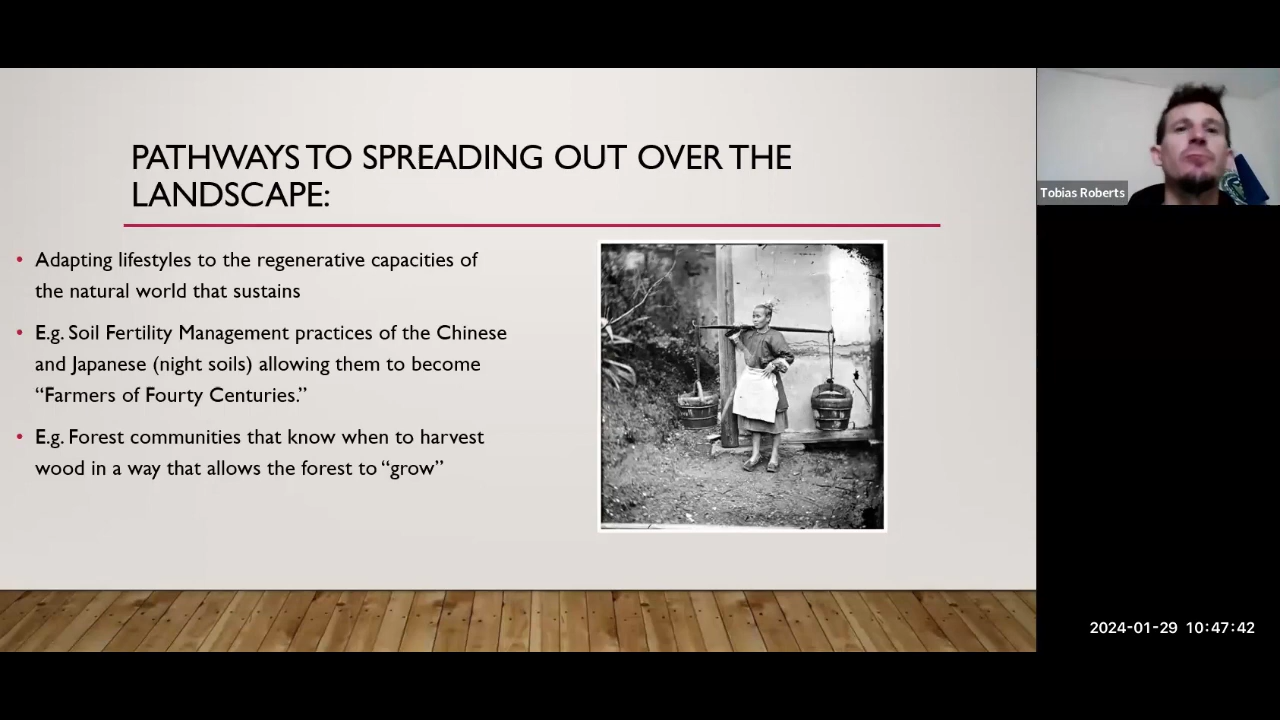 PATHWAYS TO SPREADING OUT OVER THE
LANDSCAPE:
• Adapting lifestyles to the regenerative capacities of
the natural world that sustains
• E.g. Soil Fertility Management practices of the Chinese
and Japanese (night soils) allowing them to become
“Farmers of Fourty Centuries.”
• E.g. Forest communities that know when to harvest
wood in a way that allows the forest to “grow”
Tobias Roberts
2024-01-29 10:47:42